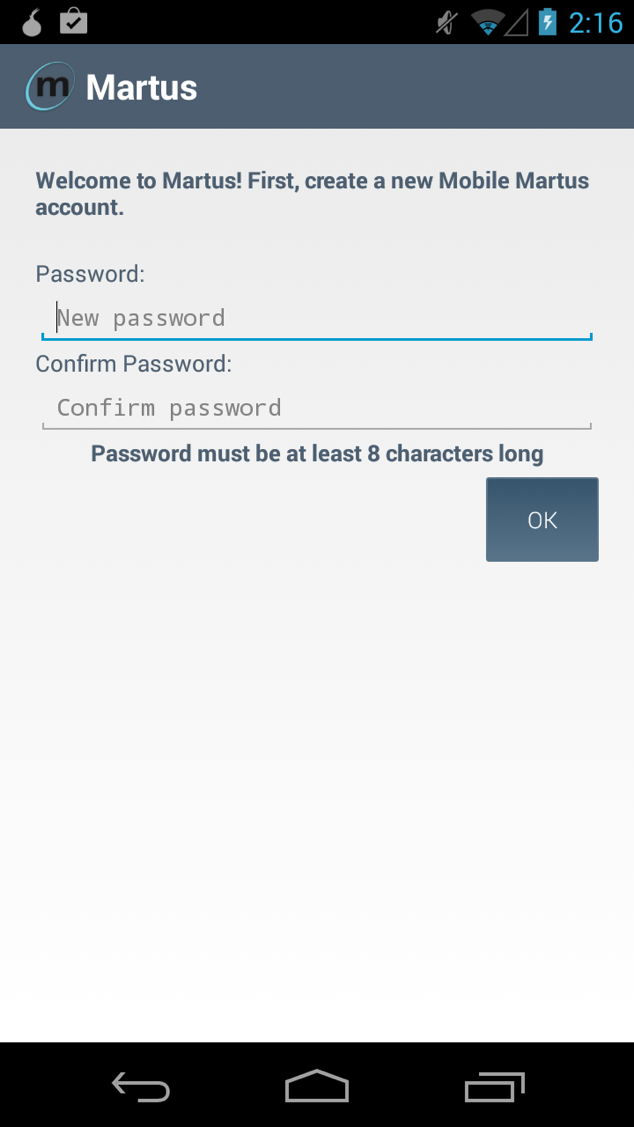 2:16
m Martus
Welcome to Martus! First, create a new Mobile Martus
account.
Password:
New password
Confirm Password:
Confirm password
Password must be at least 8 characters long
OK